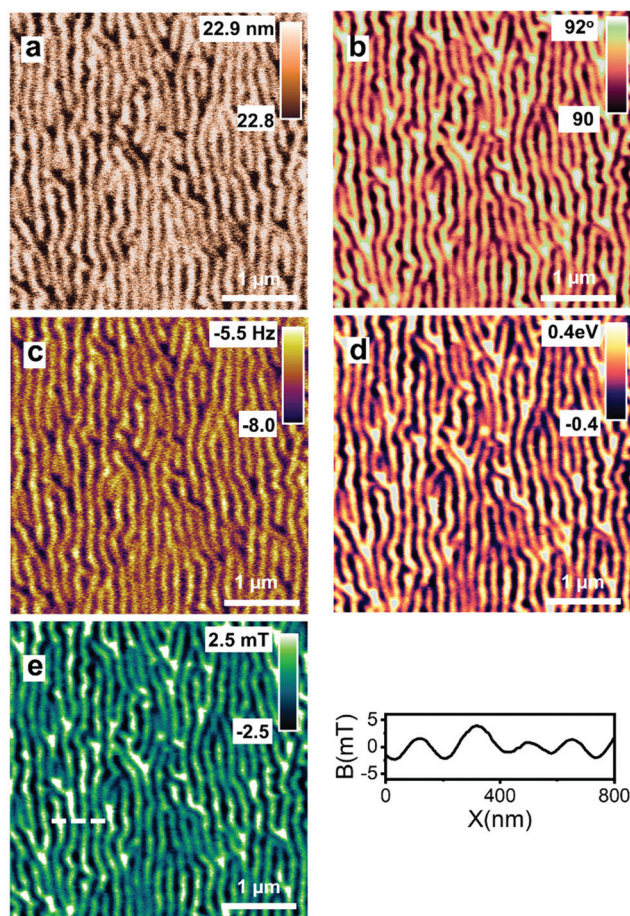 a
22.9 nm
22.8
1 µm
b
92º
90
1 µm
c
-5.5 Hz
-8.0
1 µm
d
0.4eV
-0.4
1 µm
e
2.5 mT
-2.5
1 µm
B(mT)
5
0
-5
0
400
800
X(nm)